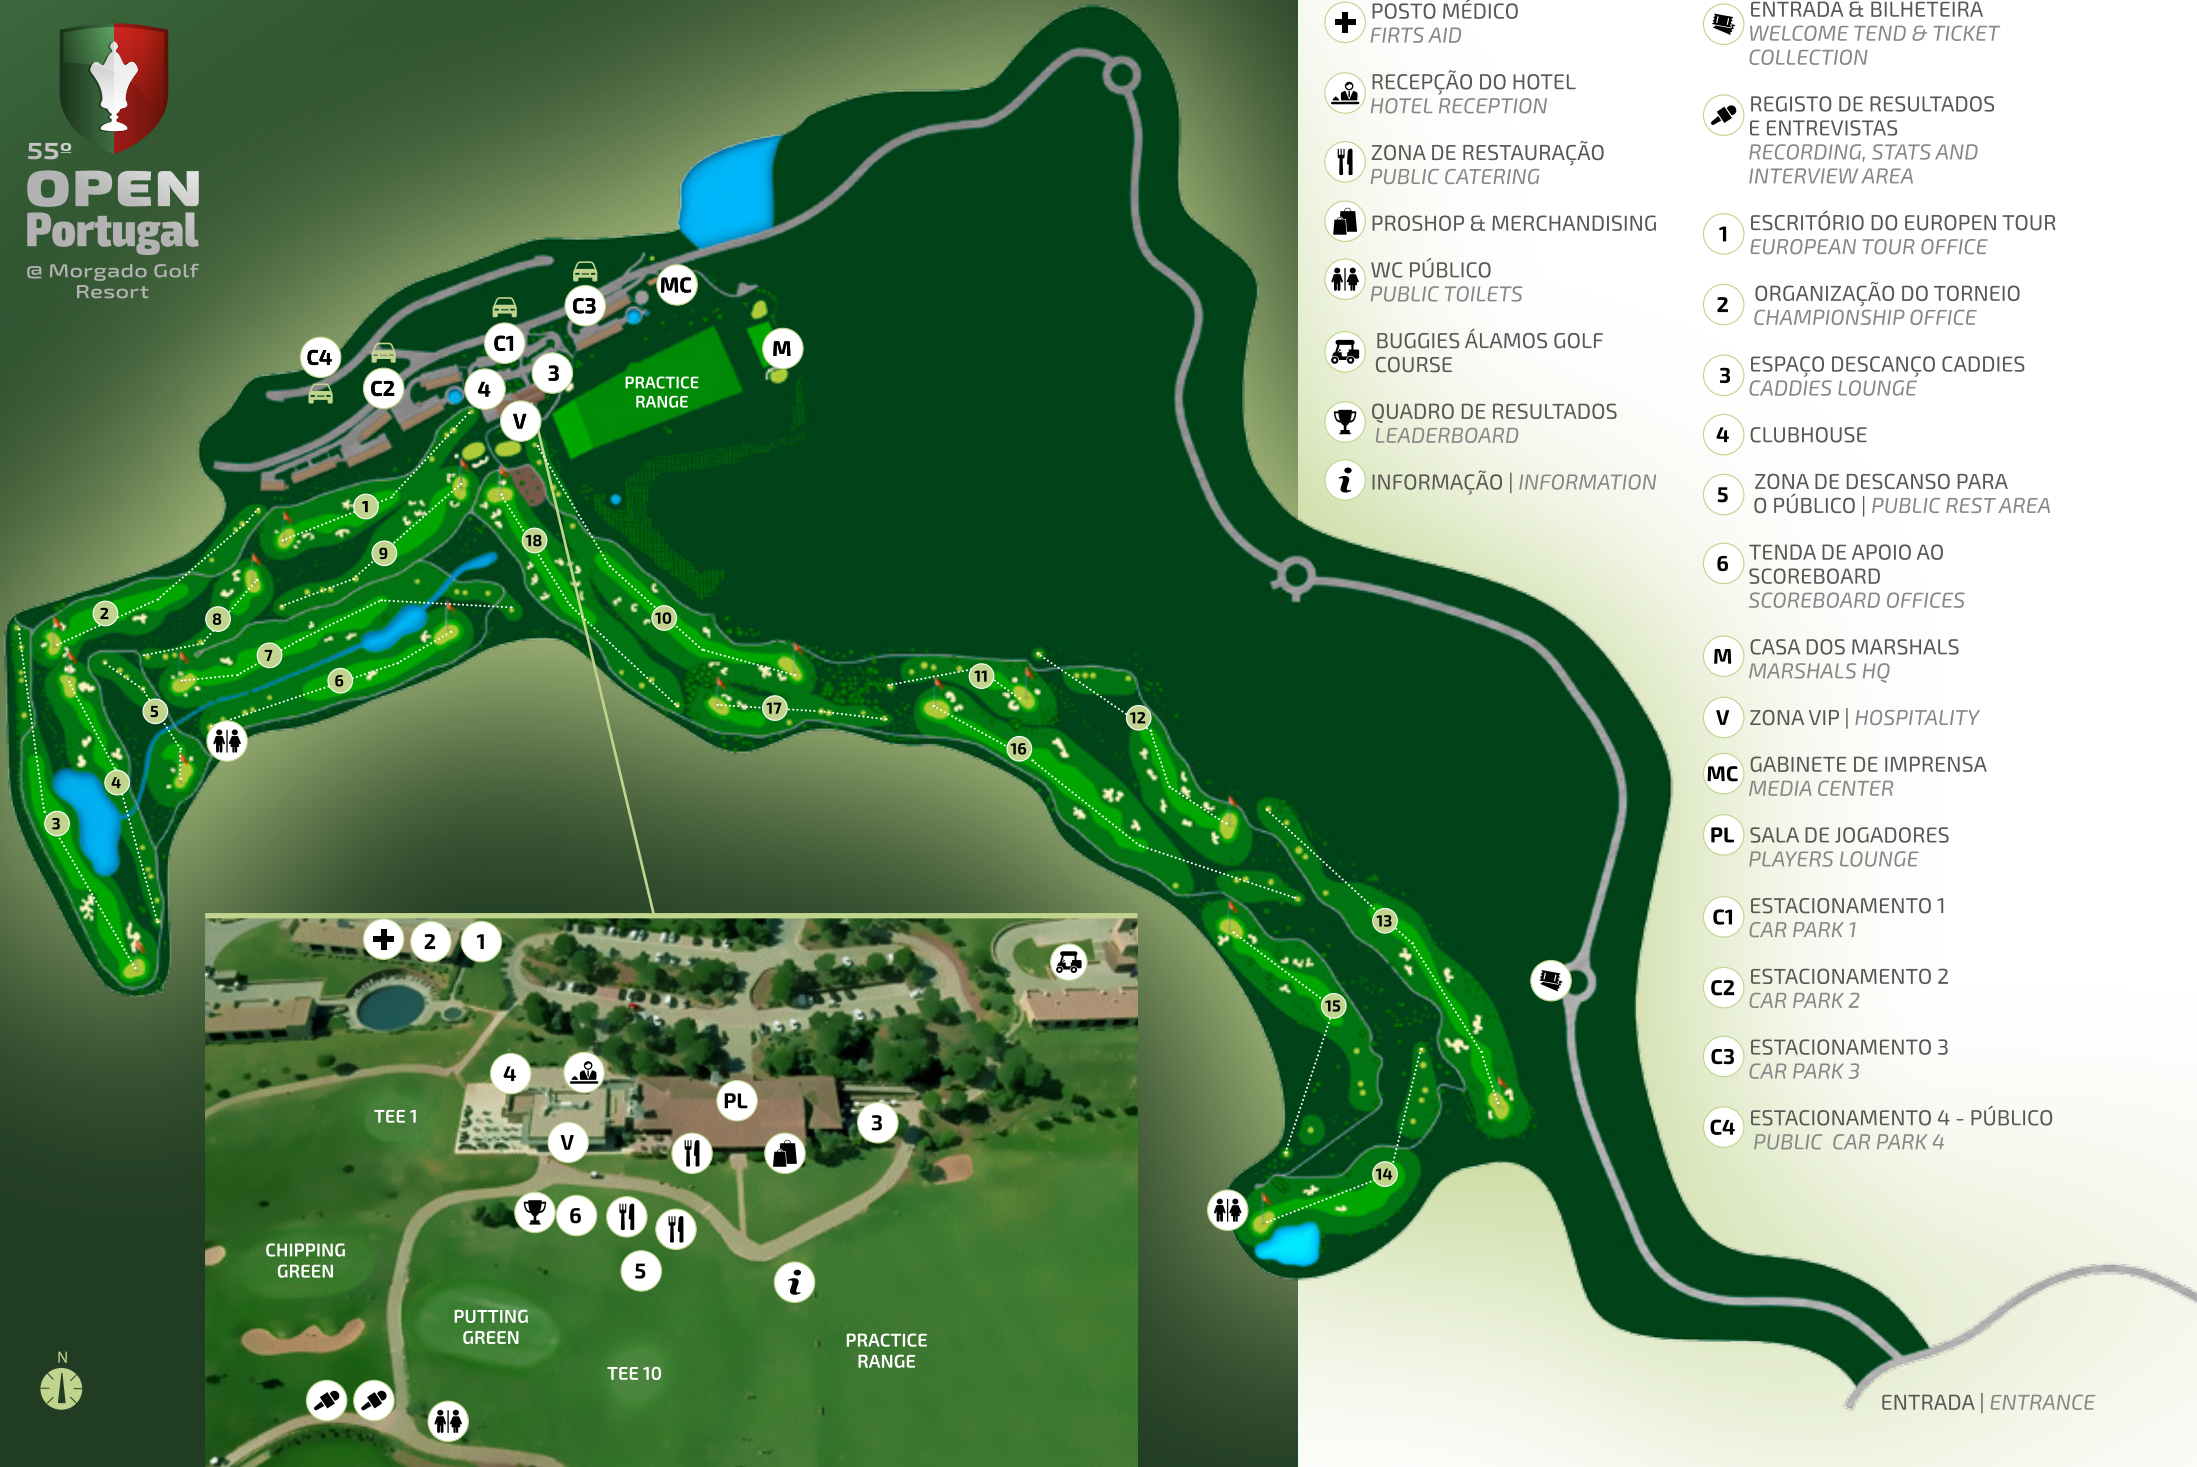 55º
OPEN
Portugal
@ Morgado Golf
Resort
C3
MC
C1
C4
C2
4
3
M
V
PRACTICE
RANGE
1
9
18
2
8
10
7
6
11
5
17
12
16
4
3
13
15
14
N
2
1
4
PL
TEE 1
3
V
6
5
CHIPPING
GREEN
PUTTING
GREEN
TEE 10
PRACTICE
RANGE
POSTO MÉDICO
FIRTS AID
RECEPÇÃO DO HOTEL
HOTEL RECEPTION
ZONA DE RESTAURAÇÃO
PUBLIC CATERING
PROSHOP & MERCHANDISING
WC PÚBLICO
PUBLIC TOILETS
BUGGIES ÁLAMOS GOLF
COURSE
QUADRO DE RESULTADOS
LEADERBOARD
INFORMAÇÃO | INFORMATION
ENTRADA & BILHETEIRA
WELCOME TEND & TICKET
COLLECTION
REGISTO DE RESULTADOS
E ENTREVISTAS
RECORDING, STATS AND
INTERVIEW AREA
1 ESCRITÓRIO DO EUROPEN TOUR
EUROPEAN TOUR OFFICE
2 ORGANIZAÇÃO DO TORNEIO
CHAMPIONSHIP OFFICE
3 ESPAÇO DESCANÇO CADDIES
CADDIES LOUNGE
4 CLUBHOUSE
5 ZONA DE DESCANSO PARA
O PÚBLICO | PUBLIC REST AREA
6 TENDA DE APOIO AO
SCOREBOARD
SCOREBOARD OFFICES
M CASA DOS MARSHALS
MARSHALS HQ
V ZONA VIP | HOSPITALITY
MC GABINETE DE IMPRENSA
MEDIA CENTER
PL SALA DE JOGADORES
PLAYERS LOUNGE
C1 ESTACIONAMENTO 1
CAR PARK 1
C2 ESTACIONAMENTO 2
CAR PARK 2
C3 ESTACIONAMENTO 3
CAR PARK 3
C4 ESTACIONAMENTO 4 - PÚBLICO
PUBLIC CAR PARK 4
ENTRADA | ENTRANCE